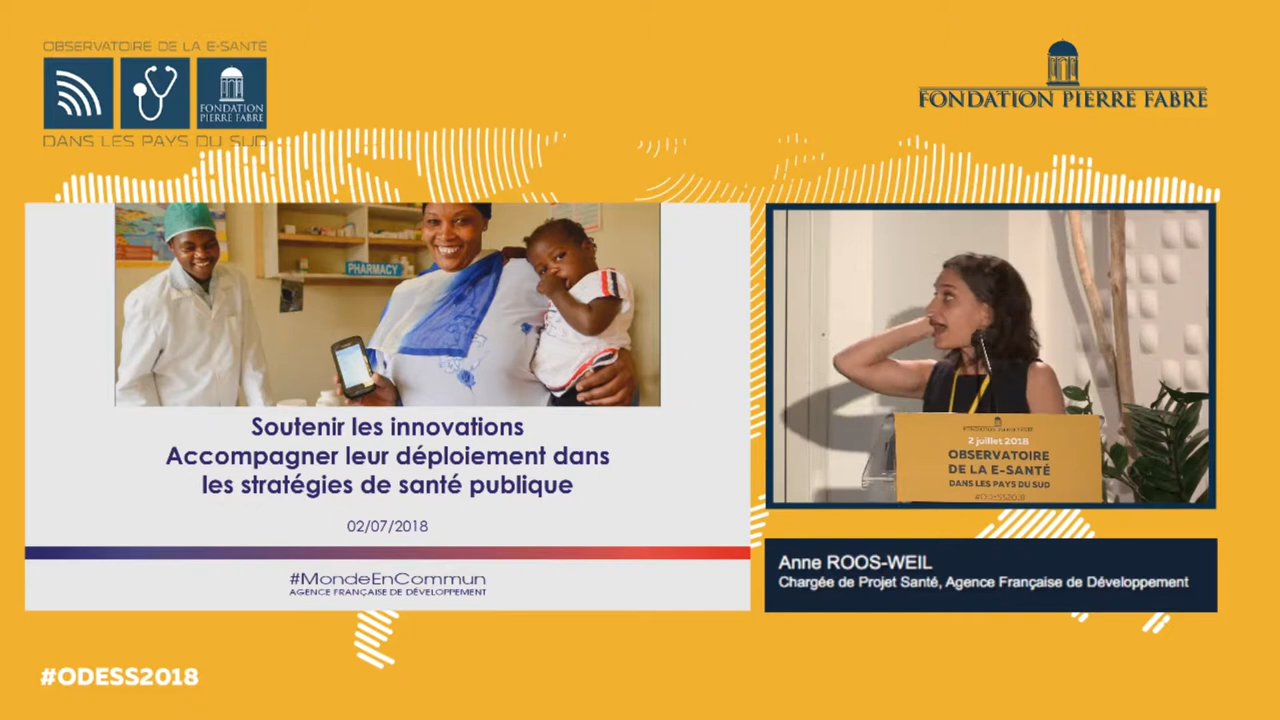 OBSERVATOIRE DE LA E-SANTÉ
FONDATION
PIERRE FABRE
DANS LES PAYS DU SUD
FONDATION PIERRE FABRE
PHARMACY
Soutenir les innovations
Accompagner leur déploiement dans
les stratégies de santé publique
02/07/2018
#MondeEnCommun
AGENCE FRANÇAISE DE DÉVELOPPEMENT
FONDATION PIERRE FABRE
2 juillet 2018
OBSERVATOIRE
DE LA E-SANTÉ
DANS LES PAYS DU SUD
#ODESS2018
Anne ROOS-WEIL
Chargée de Projet Santé, Agence Française de Développement
#ODESS2018